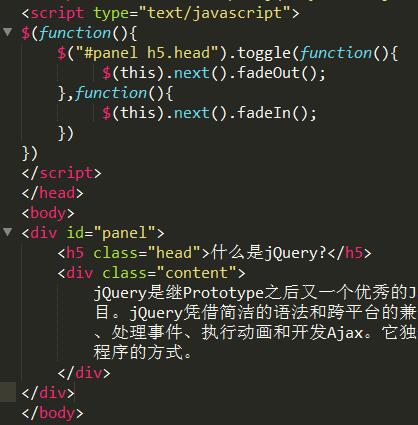 <script type="text/javascript">
$(function(){
$("#panel h5.head").toggle(function(){
$(this).next().fadeOut();
},function(){
$(this).next().fadeIn();
})
})
</script>
</head>
<body>
<div id="panel">
<h5 class="head">什么是jQuery?</h5>
<div class="content">
jQuery是继Prototype之后又一个优秀的J
目。jQuery凭借简洁的语法和跨平台的兼
、处理事件、执行动画和开发Ajax。它独
程序的方式。
</div>
</div>
</body>